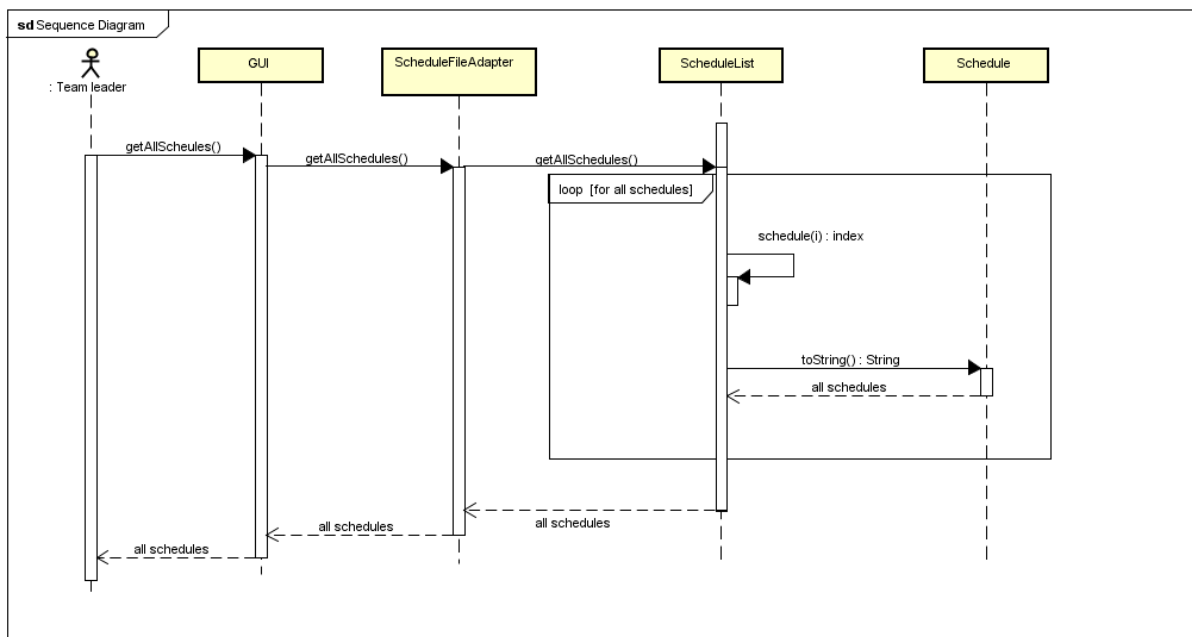 sd Sequence Diagram
: Team leader
GUI
ScheduleFileAdapter
ScheduleList
Schedule
getAllScheules()
getAllSchedules()
getAllSchedules()
loop [for all schedules]
schedule(i) : index
toString() : String
all schedules
all schedules
all schedules
all schedules